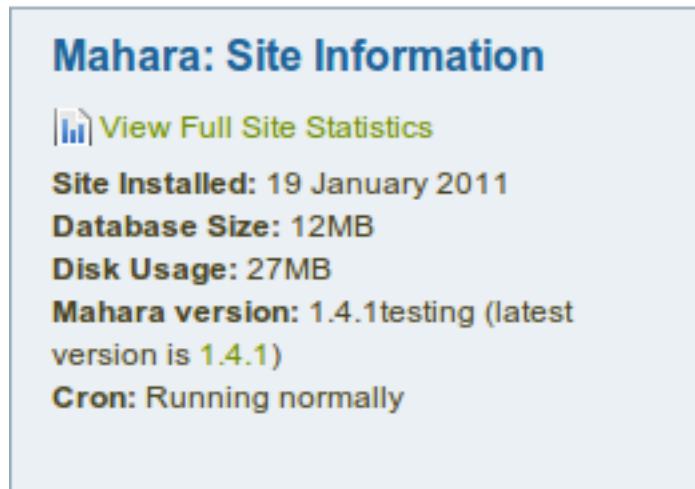 Mahara: Site Information
View Full Site Statistics
Site Installed: 19 January 2011
Database Size: 12MB
Disk Usage: 27MB
Mahara version: 1.4.1testing (latest
version is 1.4.1)
Cron: Running normally